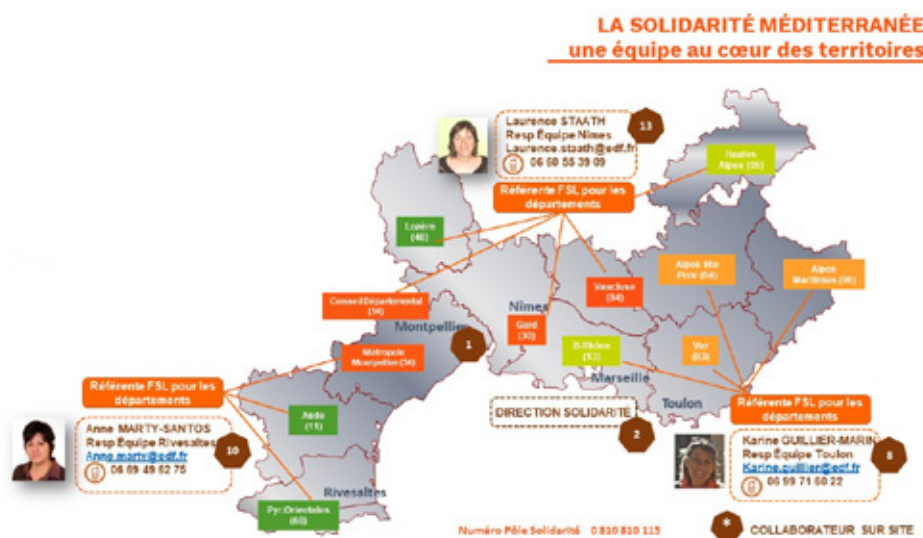 LA SOLIDARITÉ MÉDITERRANÉE
une équipe au cœur des territoires
Laurence STAATH
Resp Équipe Nîmes
Laurence.staath@edf.fr
06 60 55 39 09
13
Référente FSL pour les
départements
Hautes
Alpes (05)
Lozère
(48)
Alpes Hte
Prov (04)
Alpes
Maritimes (06)
Vaucluse
(84)
Conseil Départemental
(34)
Nîmes
Montpellier
Gard
(30)
1
B-Rhône
(13)
Var
(83)
Métropole
Montpellier (34)
Marseille
Référente FSL pour les
départements
Toulon
Référente FSL pour les
départements
DIRECTION SOLIDARITÉ
2
Aude
(11)
Anne MARTY-SANTOS
Resp Équipe Rivesaltes
Anne.marty@edf.fr
06 69 49 62 75
10
Karine GUILLIER-MARIN
Resp Équipe Toulon
Karine.guillier@edf.fr
06 99 71 60 22
8
Rivesaltes
Pyr.Orientales
(66)
Numéro Pôle Solidarité 0 810 810 115
* COLLABORATEUR SUR SITE